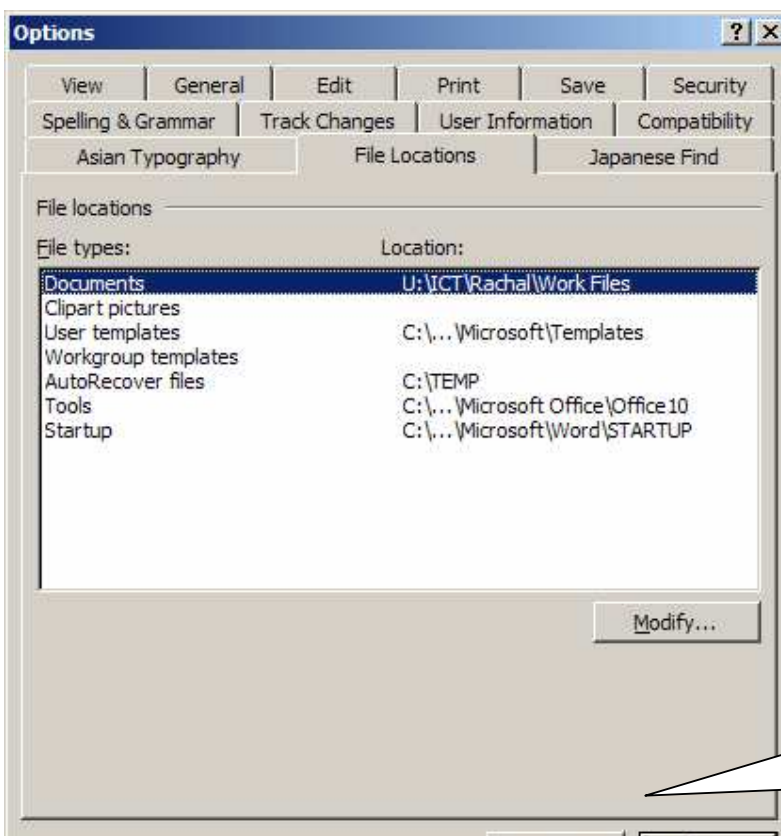 Options
View General Edit Print Save Security
Spelling & Grammar Track Changes User Information Compatibility
Asian Typography File Locations Japanese Find
File locations
File types: Location:
Documents U:\ICT\Rachal\Work Files
Clipart pictures
User templates C:\...\Microsoft\Templates
Workgroup templates
AutoRecover files C:\TEMP
Tools C:\...\Microsoft Office\Office10
Startup C:\...\Microsoft\Word\STARTUP
Modify...